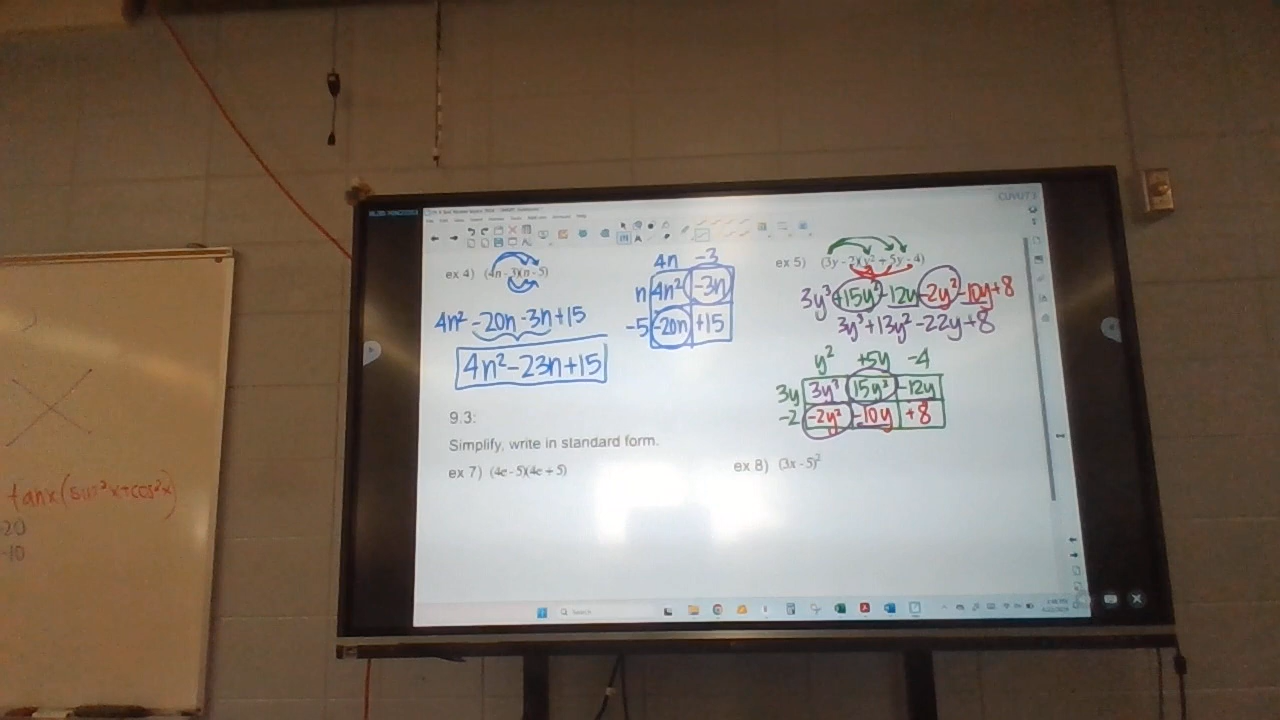 tanx(sin²x+cos²x)
20
-10
ex 4) (4n - 3)(n - 5)
4n² -20n -3n +15
4n² -23n +15
4n -3
n 4n² -3n
-5 -20n +15
ex 5) (3y - 2)(y² + 5y - 4)
3y³ +15y² -12y -2y² -10y +8
3y³ +13y² -22y +8
y² +5y -4
3y 3y³ 15y² -12y
-2 -2y² -10y +8
9.3:
Simplify, write in standard form.
ex 7) (4c - 5)(4c + 5)
ex 8) (3x - 5)²
Search